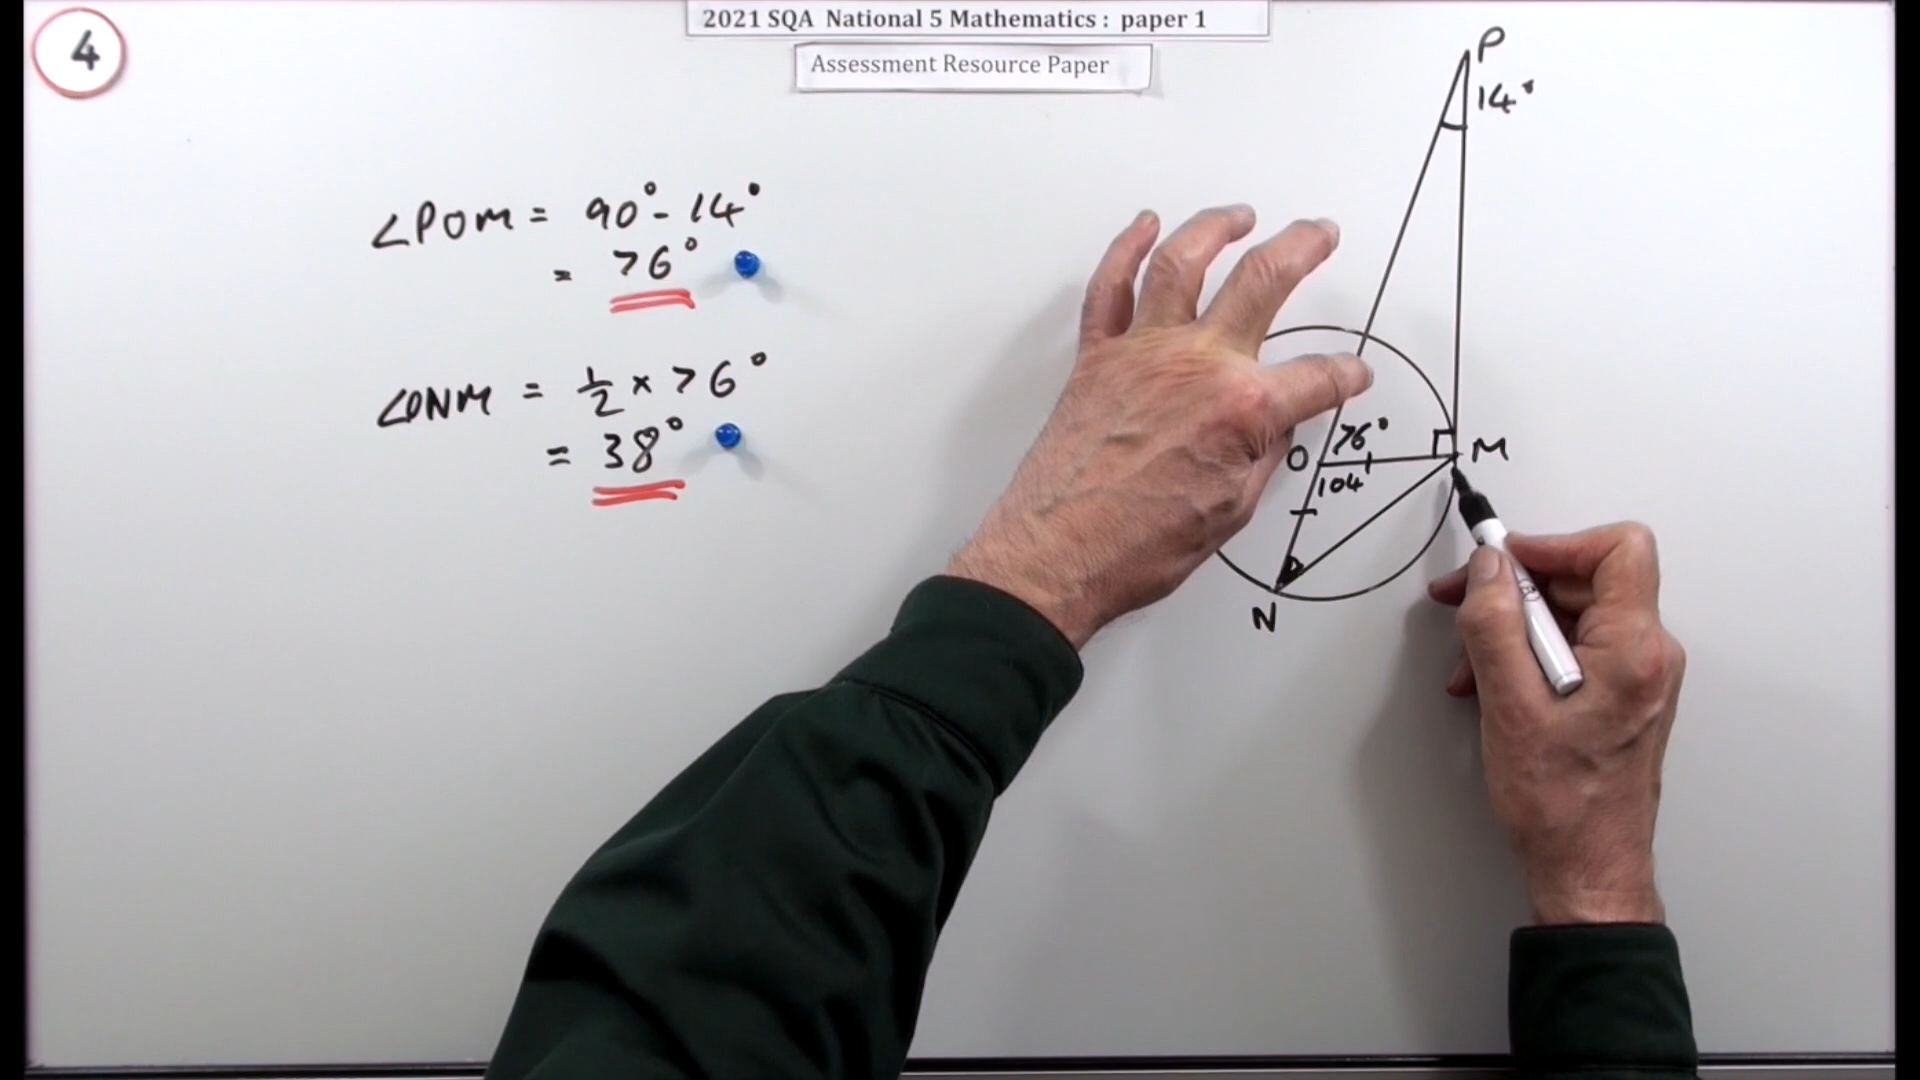 4
2021 SQA National 5 Mathematics : paper 1
Assessment Resource Paper
∠POM = 90° - 14°
= 76°
∠ONM = ½ × 76°
= 38°
P
14°
76°
O
M
104
N